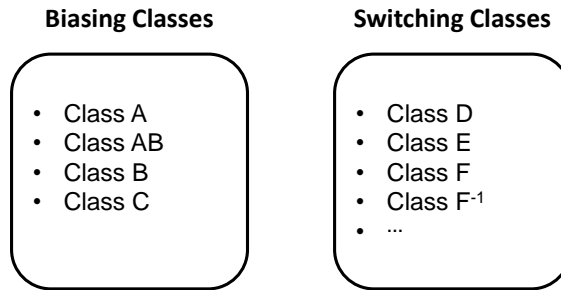 Biasing Classes
• Class A
• Class AB
• Class B
• Class C
Switching Classes
• Class D
• Class E
• Class F
• Class F⁻¹
• ...